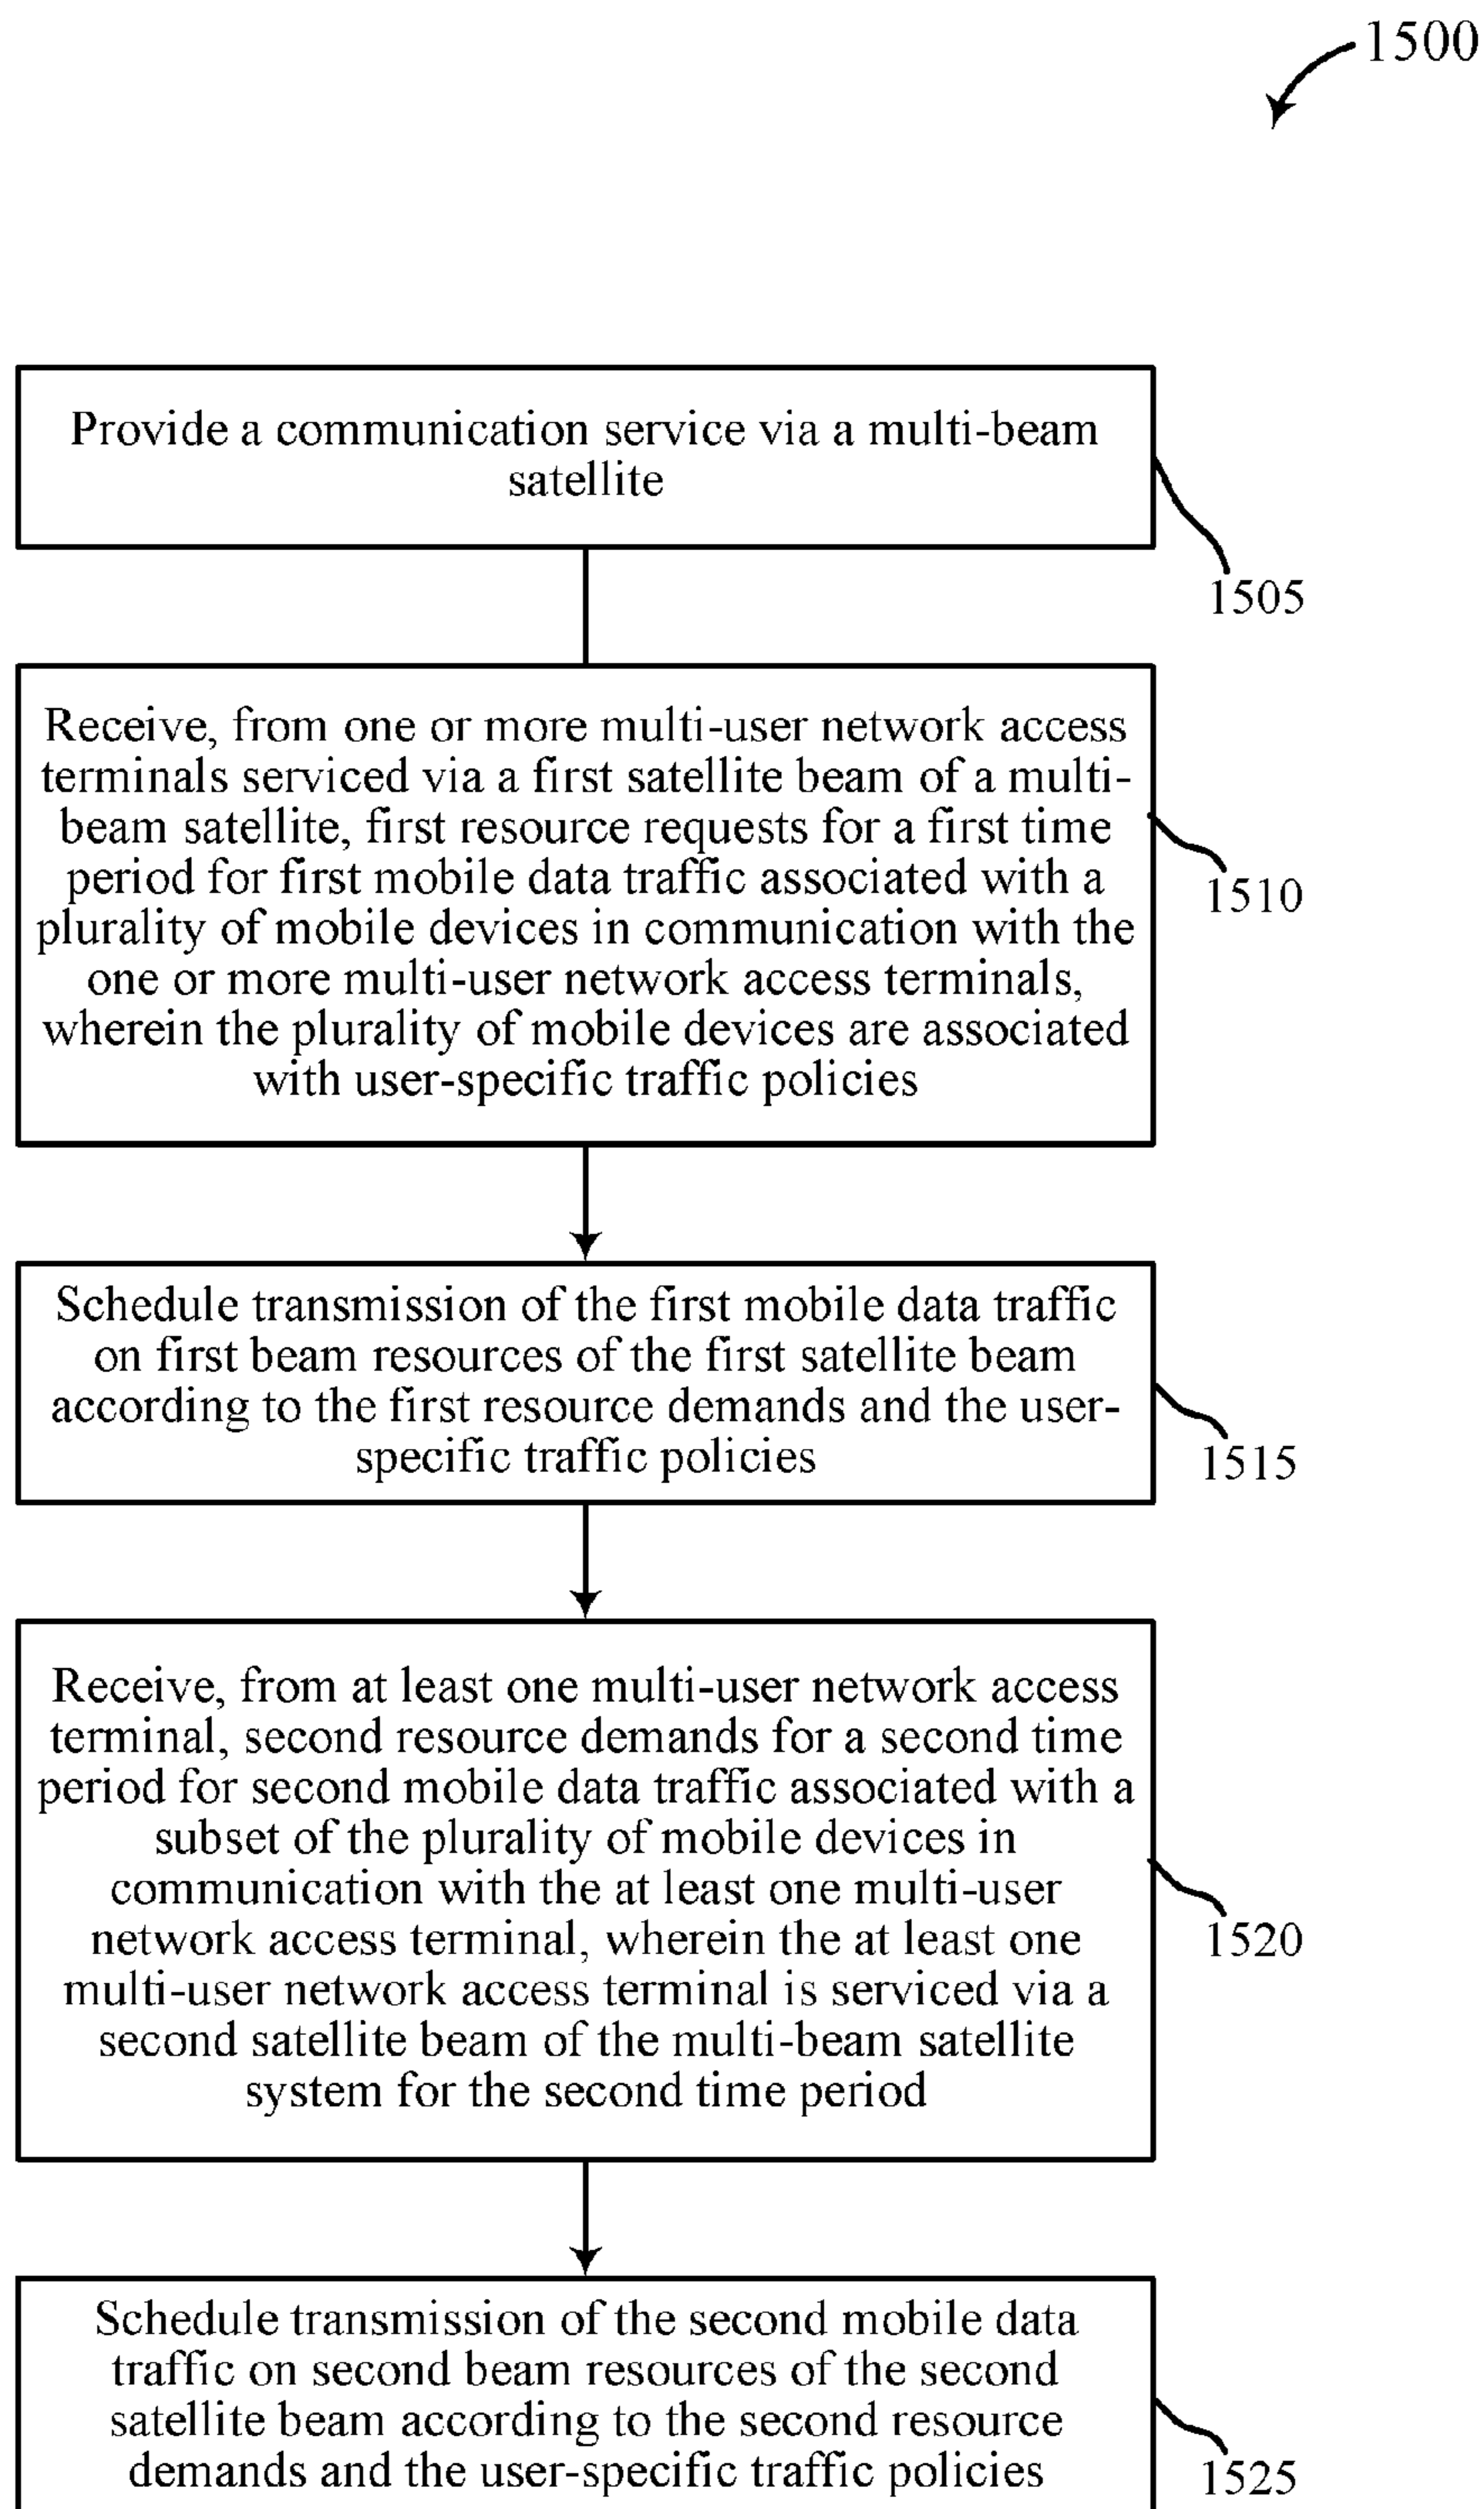 1500
Provide a communication service via a multi-beam
satellite
1505
Receive, from one or more multi-user network access
terminals serviced via a first satellite beam of a multi-
beam satellite, first resource requests for a first time
period for first mobile data traffic associated with a
plurality of mobile devices in communication with the
one or more multi-user network access terminals,
wherein the plurality of mobile devices are associated
with user-specific traffic policies
1510
Schedule transmission of the first mobile data traffic
on first beam resources of the first satellite beam
according to the first resource demands and the user-
specific traffic policies
1515
Receive, from at least one multi-user network access
terminal, second resource demands for a second time
period for second mobile data traffic associated with a
subset of the plurality of mobile devices in
communication with the at least one multi-user
network access terminal, wherein the at least one
multi-user network access terminal is serviced via a
second satellite beam of the multi-beam satellite
system for the second time period
1520
Schedule transmission of the second mobile data
traffic on second beam resources of the second
satellite beam according to the second resource
demands and the user-specific traffic policies
1525